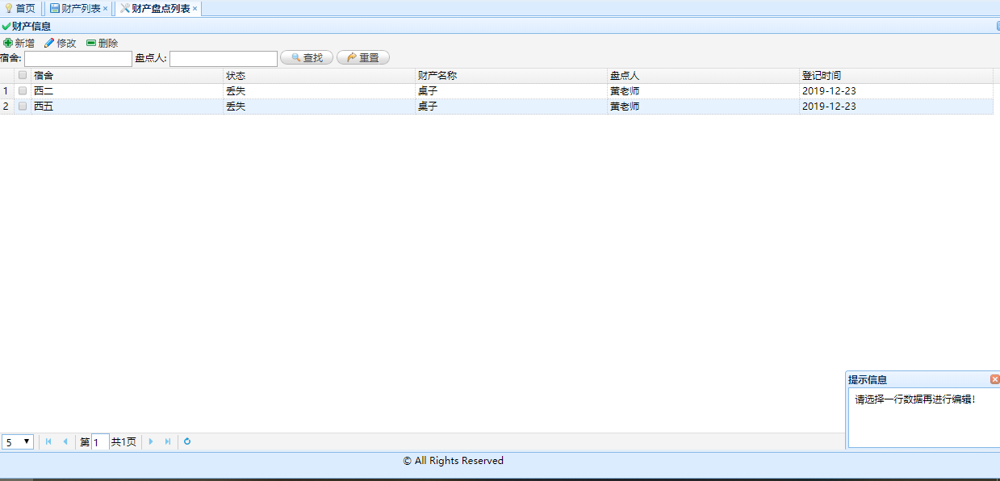 首页 财产列表 × 财产盘点列表 ×
财产信息
新增 修改 删除
宿舍: 盘点人: 查找 重置
宿舍 状态 财产名称 盘点人 登记时间
1 西二 丢失 桌子 黄老师 2019-12-23
2 西五 丢失 桌子 黄老师 2019-12-23
提示信息
请选择一行数据再进行编辑!
5 第 1 共1页
© All Rights Reserved